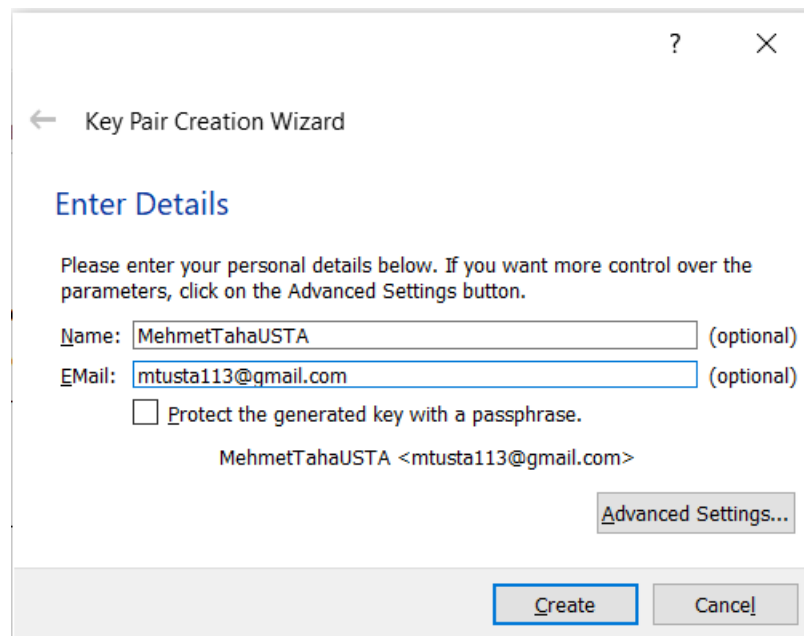 ?
Key Pair Creation Wizard
Enter Details
Please enter your personal details below. If you want more control over the
parameters, click on the Advanced Settings button.
Name: MehmetTahaUSTA (optional)
EMail: mtusta113@gmail.com (optional)
Protect the generated key with a passphrase.
MehmetTahaUSTA <mtusta113@gmail.com>
Advanced Settings...
Create Cancel